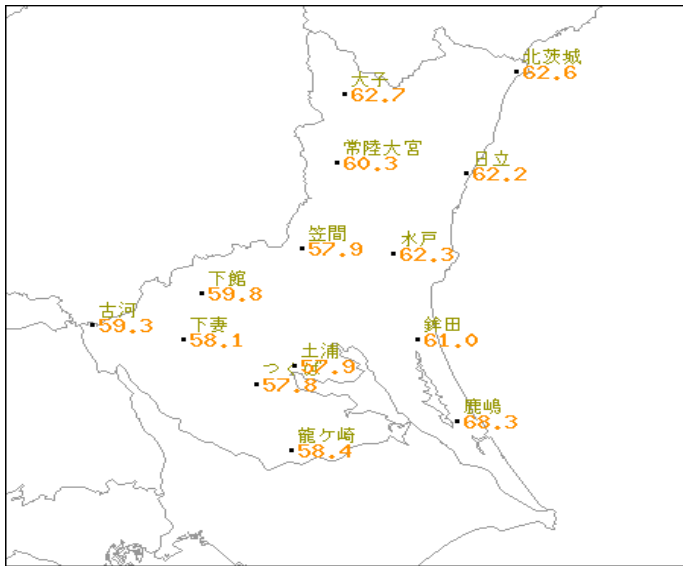 北茨城
62.6
大子
62.7
常陸大宮
60.3
日立
62.2
笠間
57.9
水戸
62.3
下館
59.8
古河
59.3
下妻
58.1
鉾田
61.0
土浦
57.9
つくば
57.8
鹿嶋
68.3
龍ケ崎
58.4